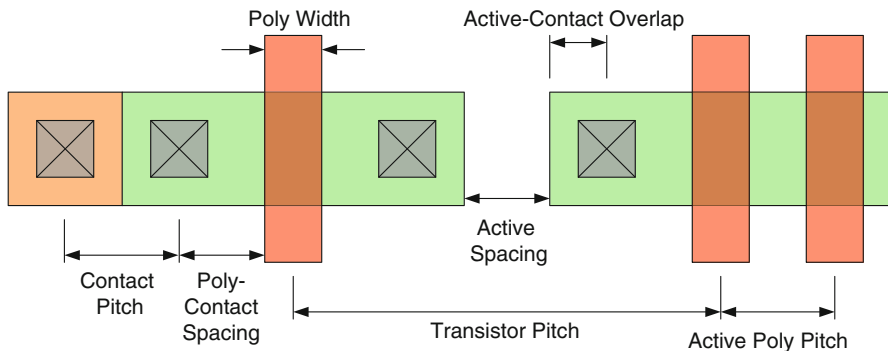 Poly Width
Active-Contact Overlap
Contact
Pitch
Poly-
Contact
Spacing
Active
Spacing
Transistor Pitch
Active Poly Pitch